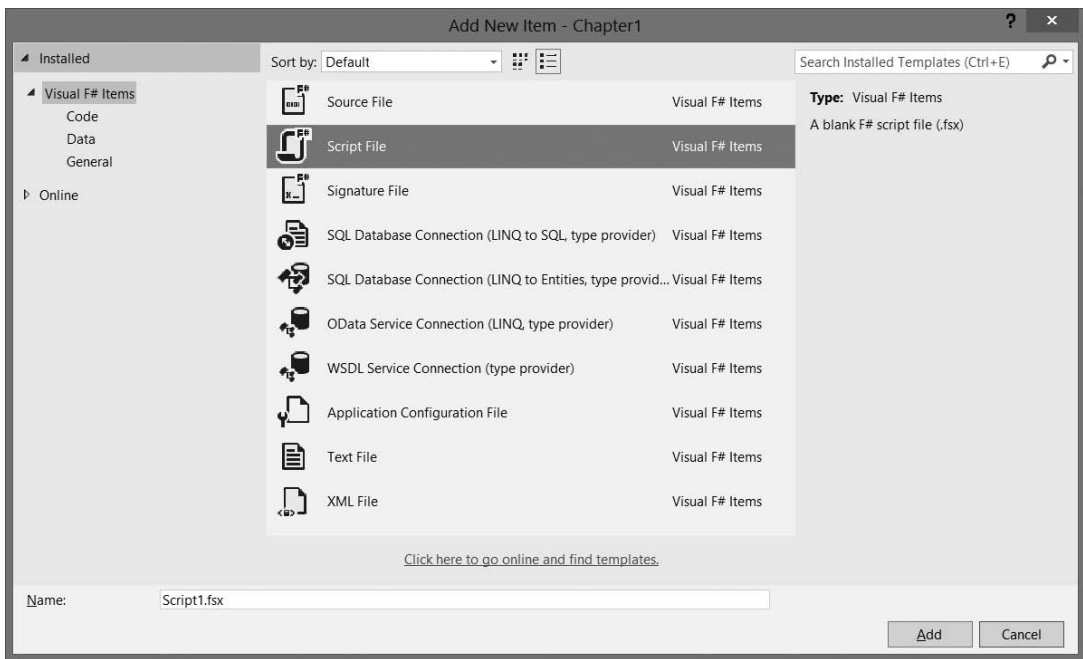 Add New Item - Chapter1
? ×
Installed
Sort by: Default
Search Installed Templates (Ctrl+E)
Visual F# Items
Code
Data
General
Online
Source File Visual F# Items
Script File Visual F# Items
Signature File Visual F# Items
SQL Database Connection (LINQ to SQL, type provider) Visual F# Items
SQL Database Connection (LINQ to Entities, type provid... Visual F# Items
OData Service Connection (LINQ, type provider) Visual F# Items
WSDL Service Connection (type provider) Visual F# Items
Application Configuration File Visual F# Items
Text File Visual F# Items
XML File Visual F# Items
Type: Visual F# Items
A blank F# script file (.fsx)
Click here to go online and find templates.
Name: Script1.fsx
Add Cancel